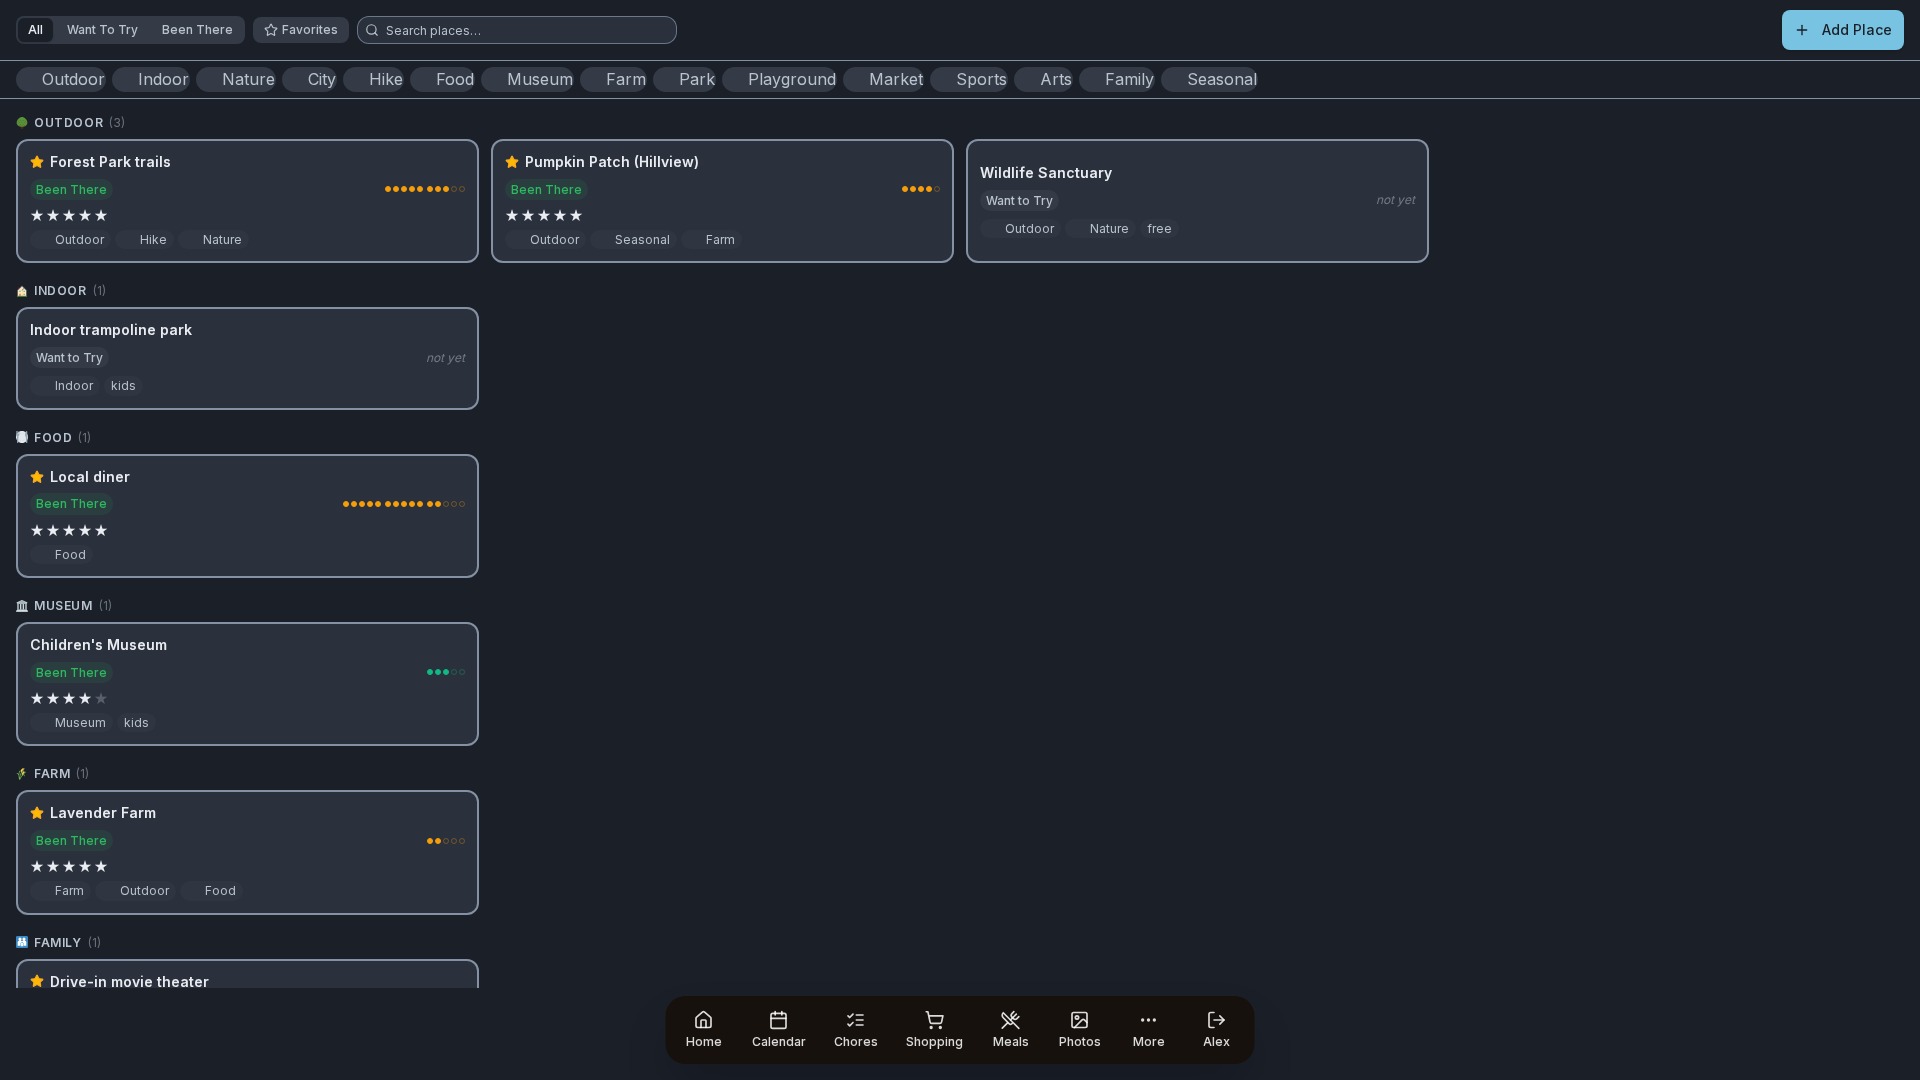 All Want To Try Been There Favorites Search places... Add Place
Outdoor Indoor Nature City Hike Food Museum Farm Park Playground Market Sports Arts Family Seasonal
OUTDOOR (3)
Forest Park trails
Been There
Outdoor Hike Nature
Pumpkin Patch (Hillview)
Been There
Outdoor Seasonal Farm
Wildlife Sanctuary
Want to Try not yet
Outdoor Nature free
INDOOR (1)
Indoor trampoline park
Want to Try not yet
Indoor kids
FOOD (1)
Local diner
Been There
Food
MUSEUM (1)
Children's Museum
Been There
Museum kids
FARM (1)
Lavender Farm
Been There
Farm Outdoor Food
FAMILY (1)
Drive-in movie theater
Home Calendar Chores Shopping Meals Photos More Alex